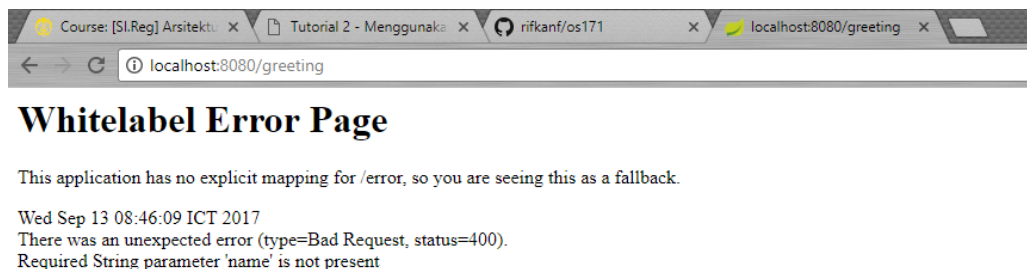 Course: [SI.Reg] Arsitektu
Tutorial 2 - Menggunaka
rifkanf/os171
localhost:8080/greeting
localhost:8080/greeting
Whitelabel Error Page
This application has no explicit mapping for /error, so you are seeing this as a fallback.
Wed Sep 13 08:46:09 ICT 2017
There was an unexpected error (type=Bad Request, status=400).
Required String parameter 'name' is not present